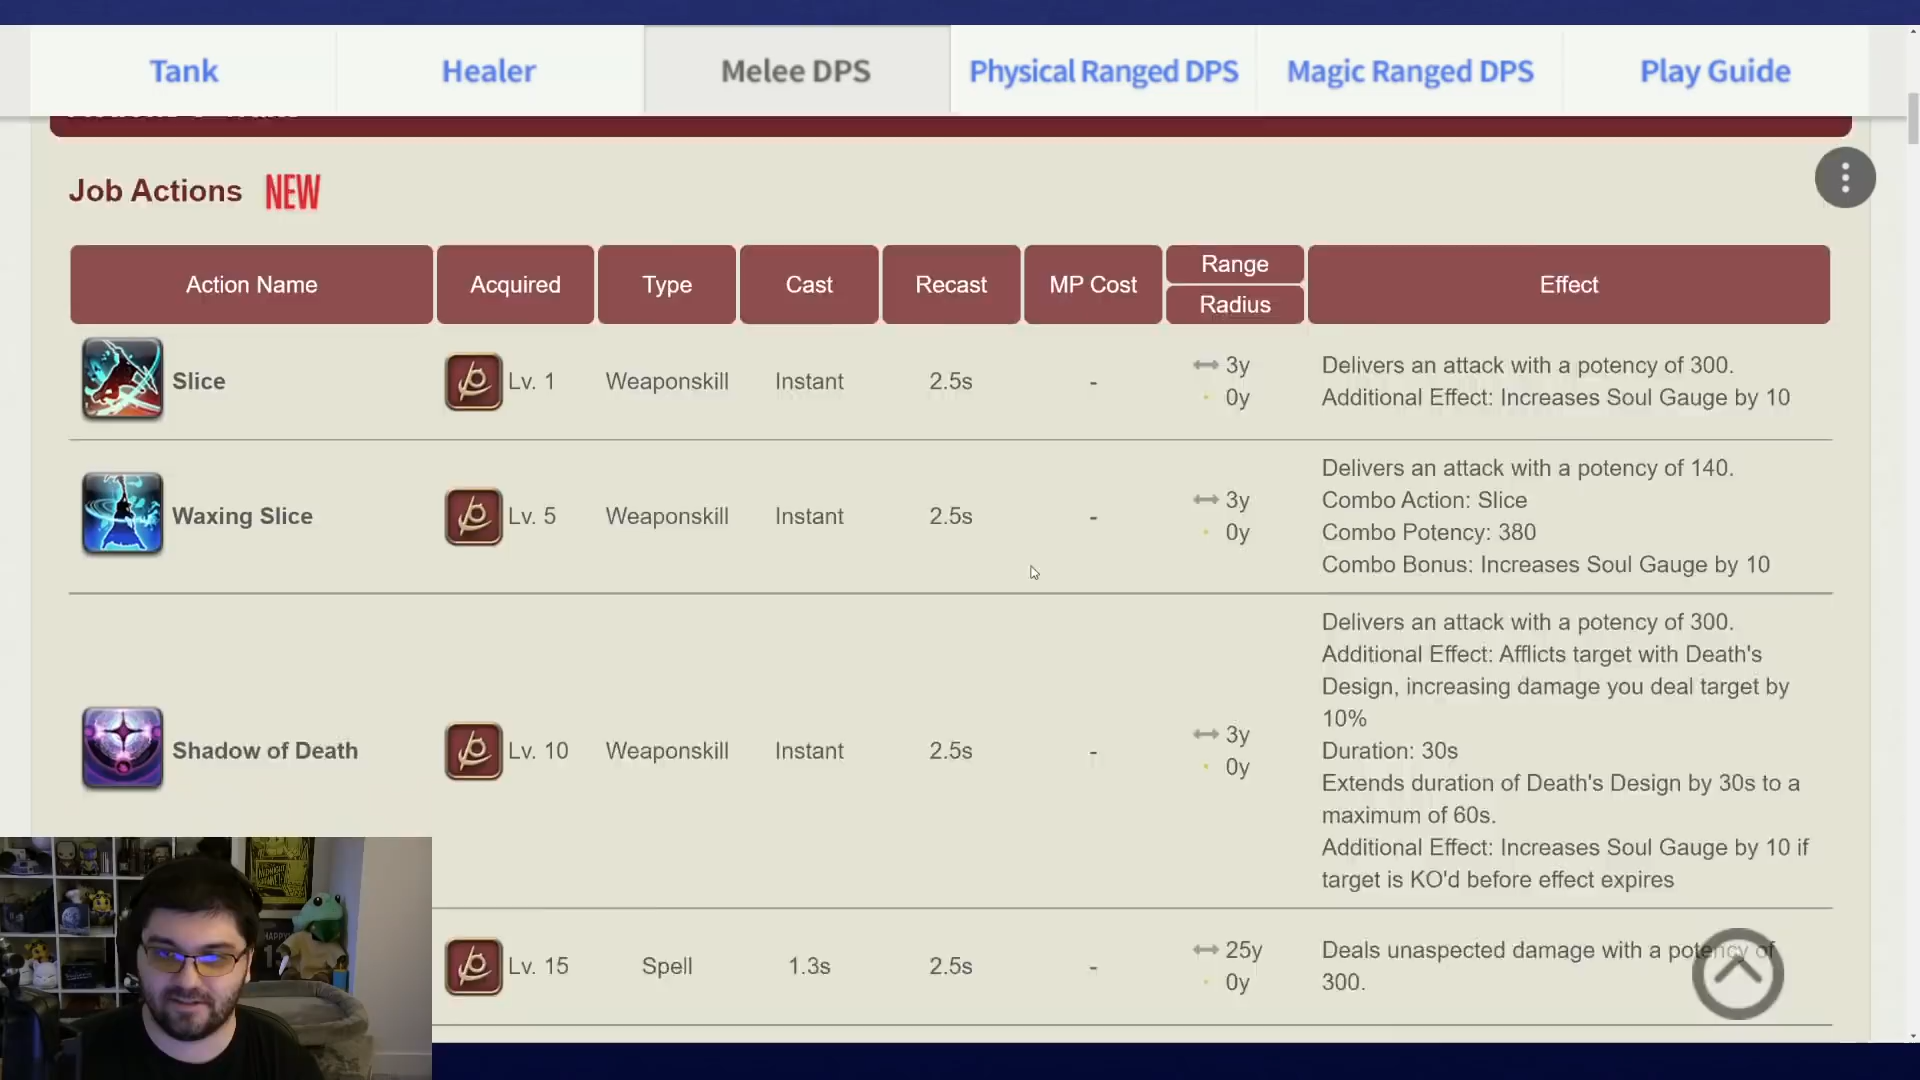 Tank
Healer
Melee DPS
Physical Ranged DPS
Magic Ranged DPS
Play Guide
Job Actions NEW
Action Name
Acquired
Type
Cast
Recast
MP Cost
Range
Radius
Effect
Slice
Lv. 1
Weaponskill
Instant
2.5s
-
3y
0y
Delivers an attack with a potency of 300.
Additional Effect: Increases Soul Gauge by 10
Waxing Slice
Lv. 5
Weaponskill
Instant
2.5s
-
3y
0y
Delivers an attack with a potency of 140.
Combo Action: Slice
Combo Potency: 380
Combo Bonus: Increases Soul Gauge by 10
Shadow of Death
Lv. 10
Weaponskill
Instant
2.5s
-
3y
0y
Delivers an attack with a potency of 300.
Additional Effect: Afflicts target with Death's
Design, increasing damage you deal target by
10%
Duration: 30s
Extends duration of Death's Design by 30s to a
maximum of 60s.
Additional Effect: Increases Soul Gauge by 10 if
target is KO'd before effect expires
Lv. 15
Spell
1.3s
2.5s
-
25y
0y
Deals unaspected damage with a potency of
300.